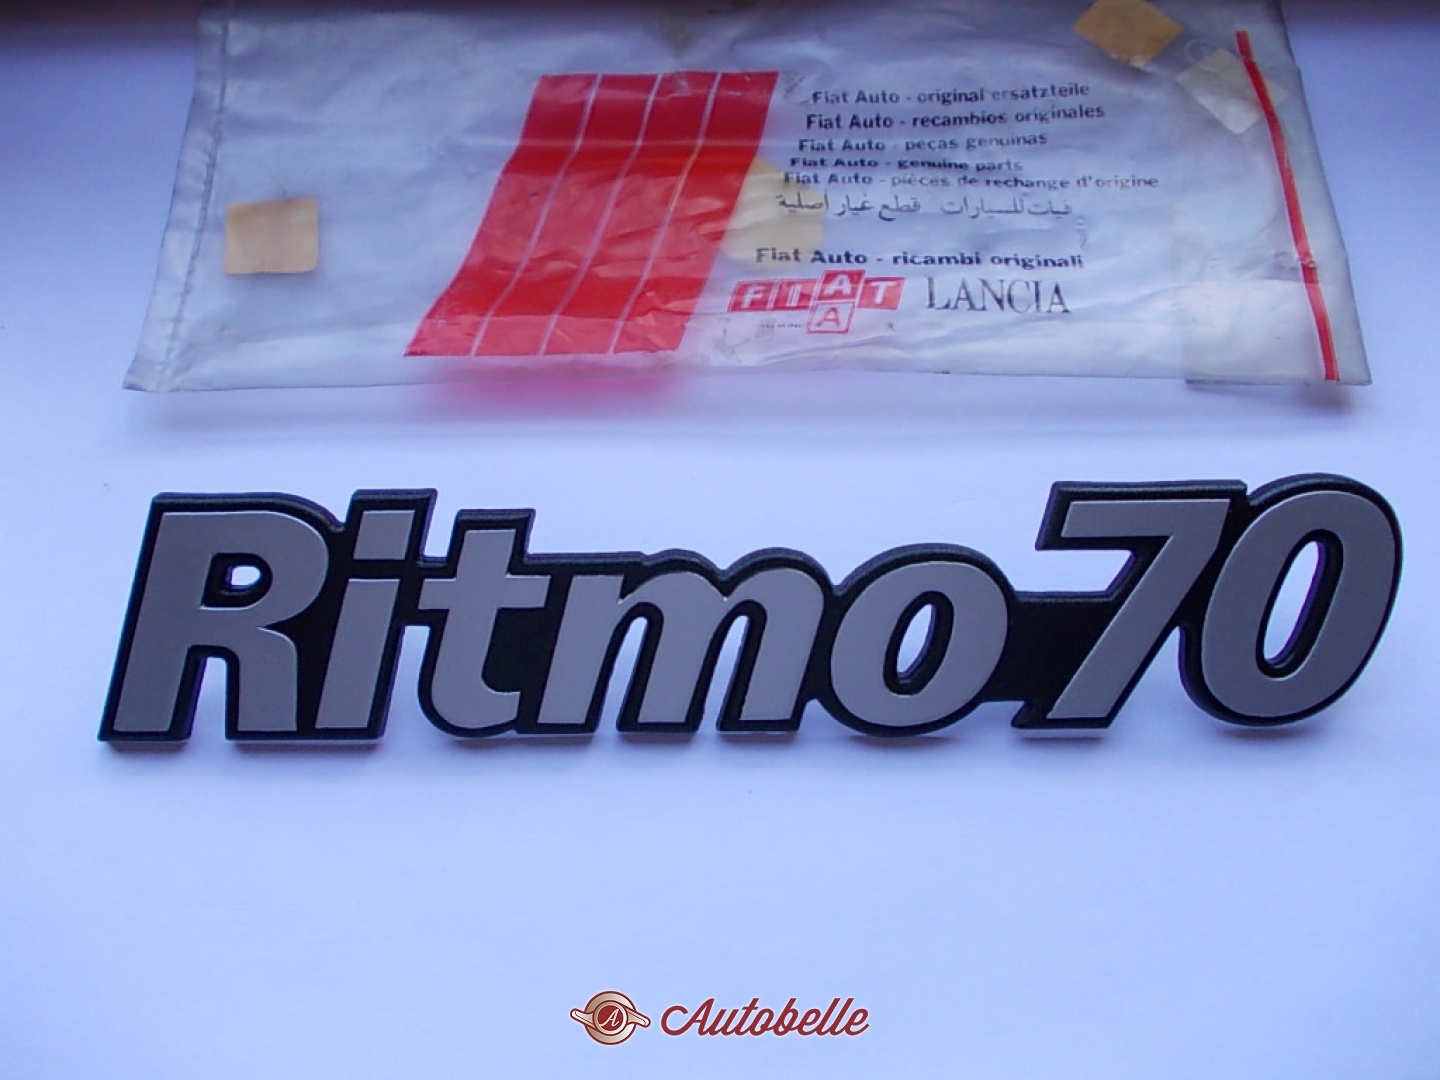 Fiat Auto - original ersatzteile
Fiat Auto - recambios originales
Fiat Auto - peças genuinas
Fiat Auto - genuine parts
Fiat Auto - pièces de rechange d'origine
فيات للسيارات قطع غيار أصلية
Fiat Auto - ricambi originali
FIAT LANCIA
A
Ritmo 70
A Autobelle